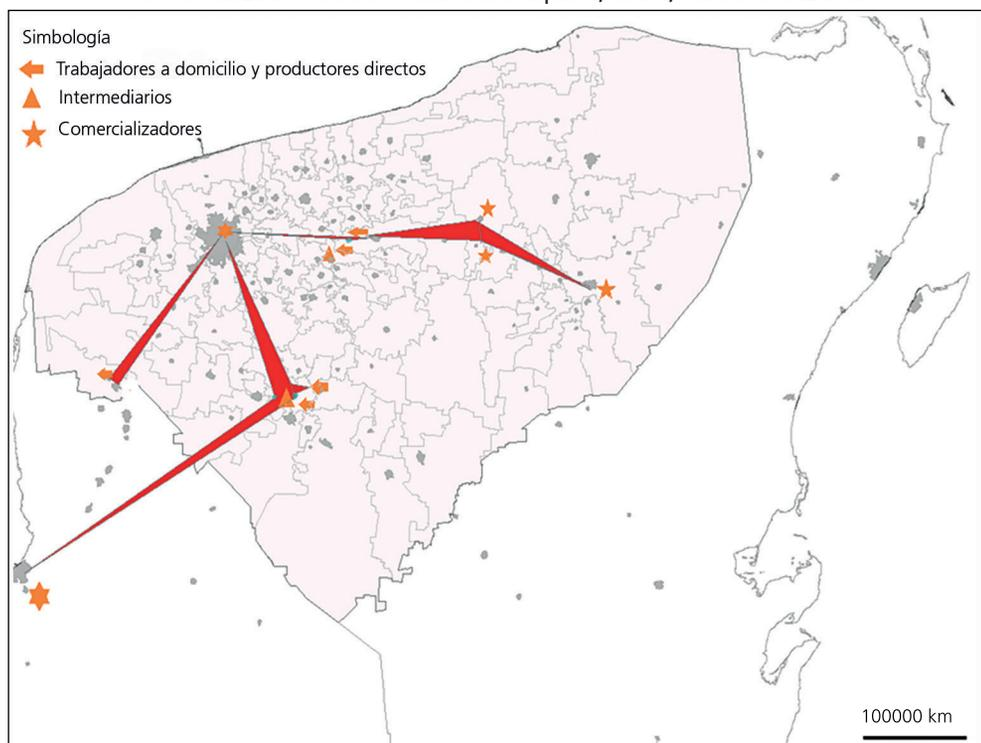 Simbología
Trabajadores a domicilio y productores directos
Intermediarios
Comercializadores
100000 km